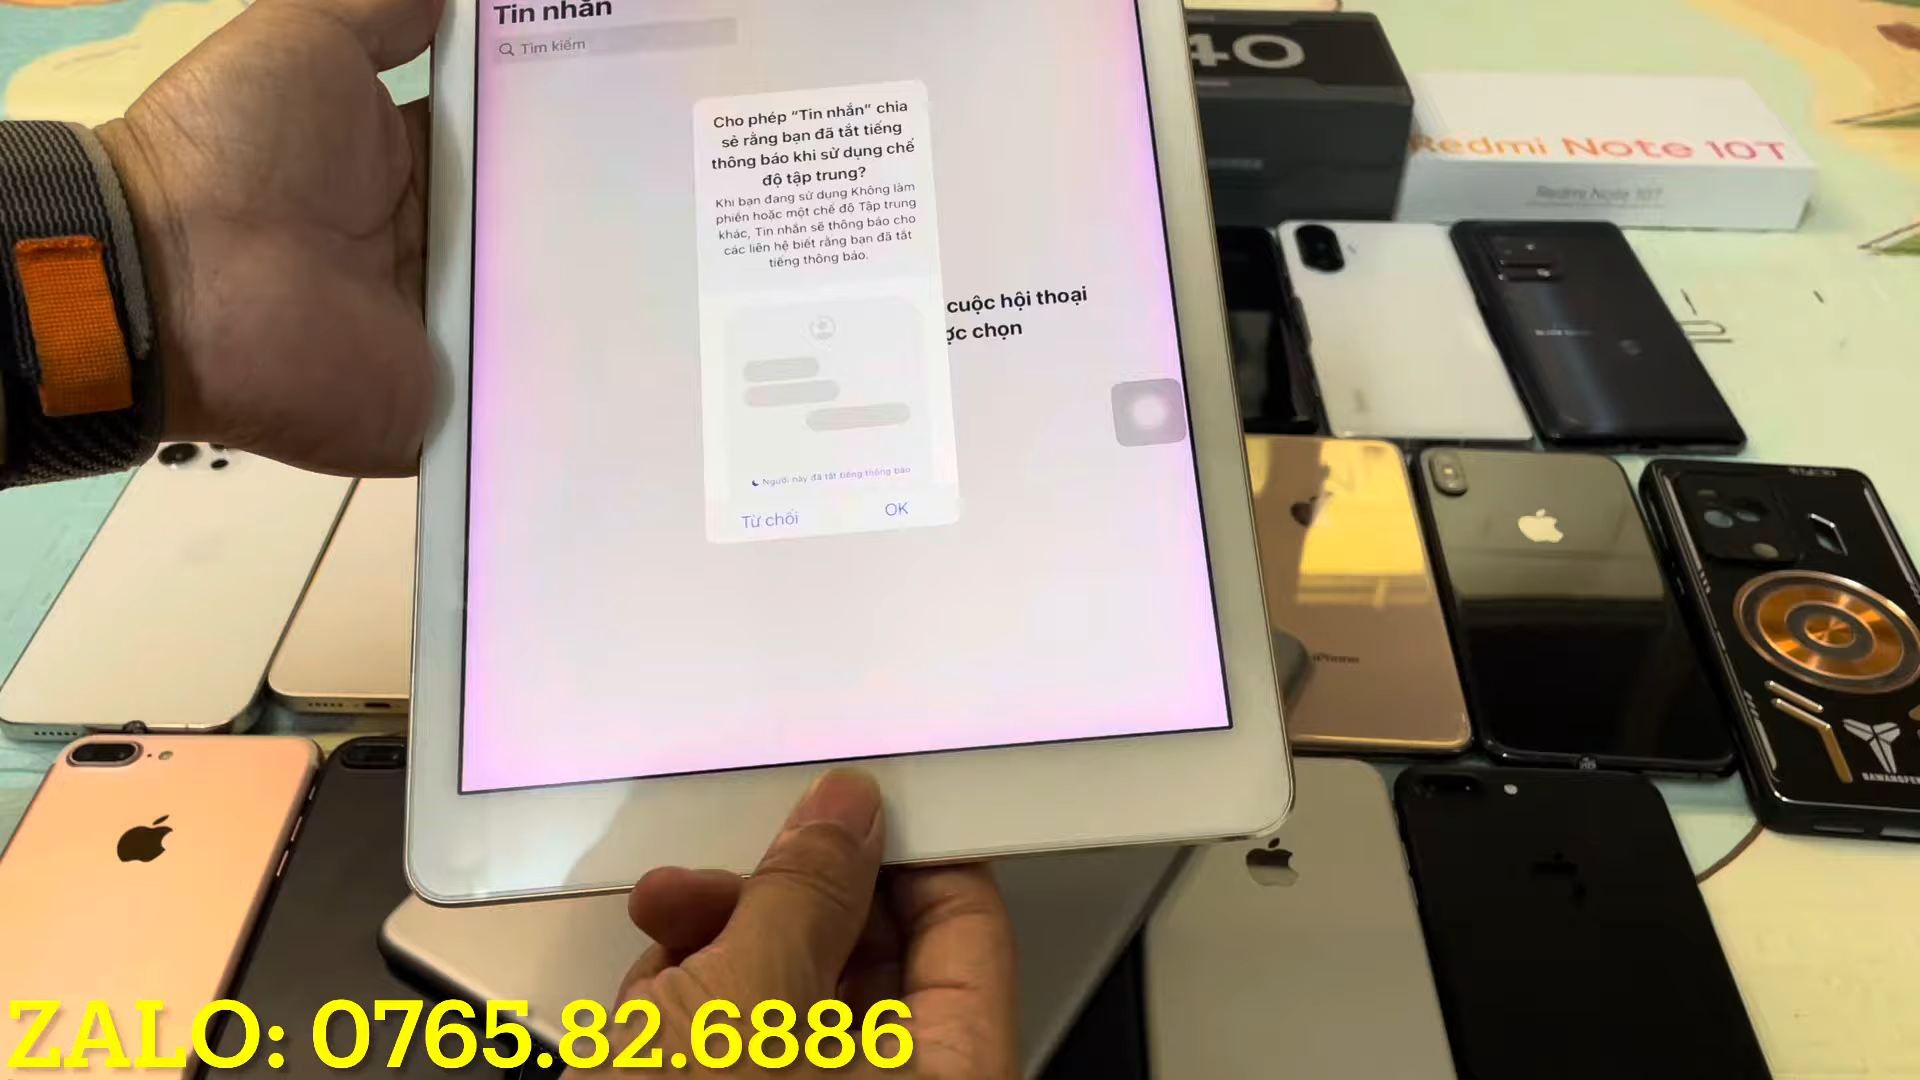 Tin nhắn
Tìm kiếm
Cho phép “Tin nhắn” chia
sẻ rằng bạn đã tắt tiếng
thông báo khi sử dụng chế
độ tập trung?
Khi bạn đang sử dụng Không làm
phiền hoặc một chế độ Tập trung
khác, Tin nhắn sẽ thông báo cho
các liên hệ biết rằng bạn đã tắt
tiếng thông báo.
cuộc hội thoại
ợc chọn
Người này đã tắt tiếng thông báo
Từ chối
OK
40
Redmi Note 10T
Redmi Note 10T
iPhone
ZALO: 0765.82.6886